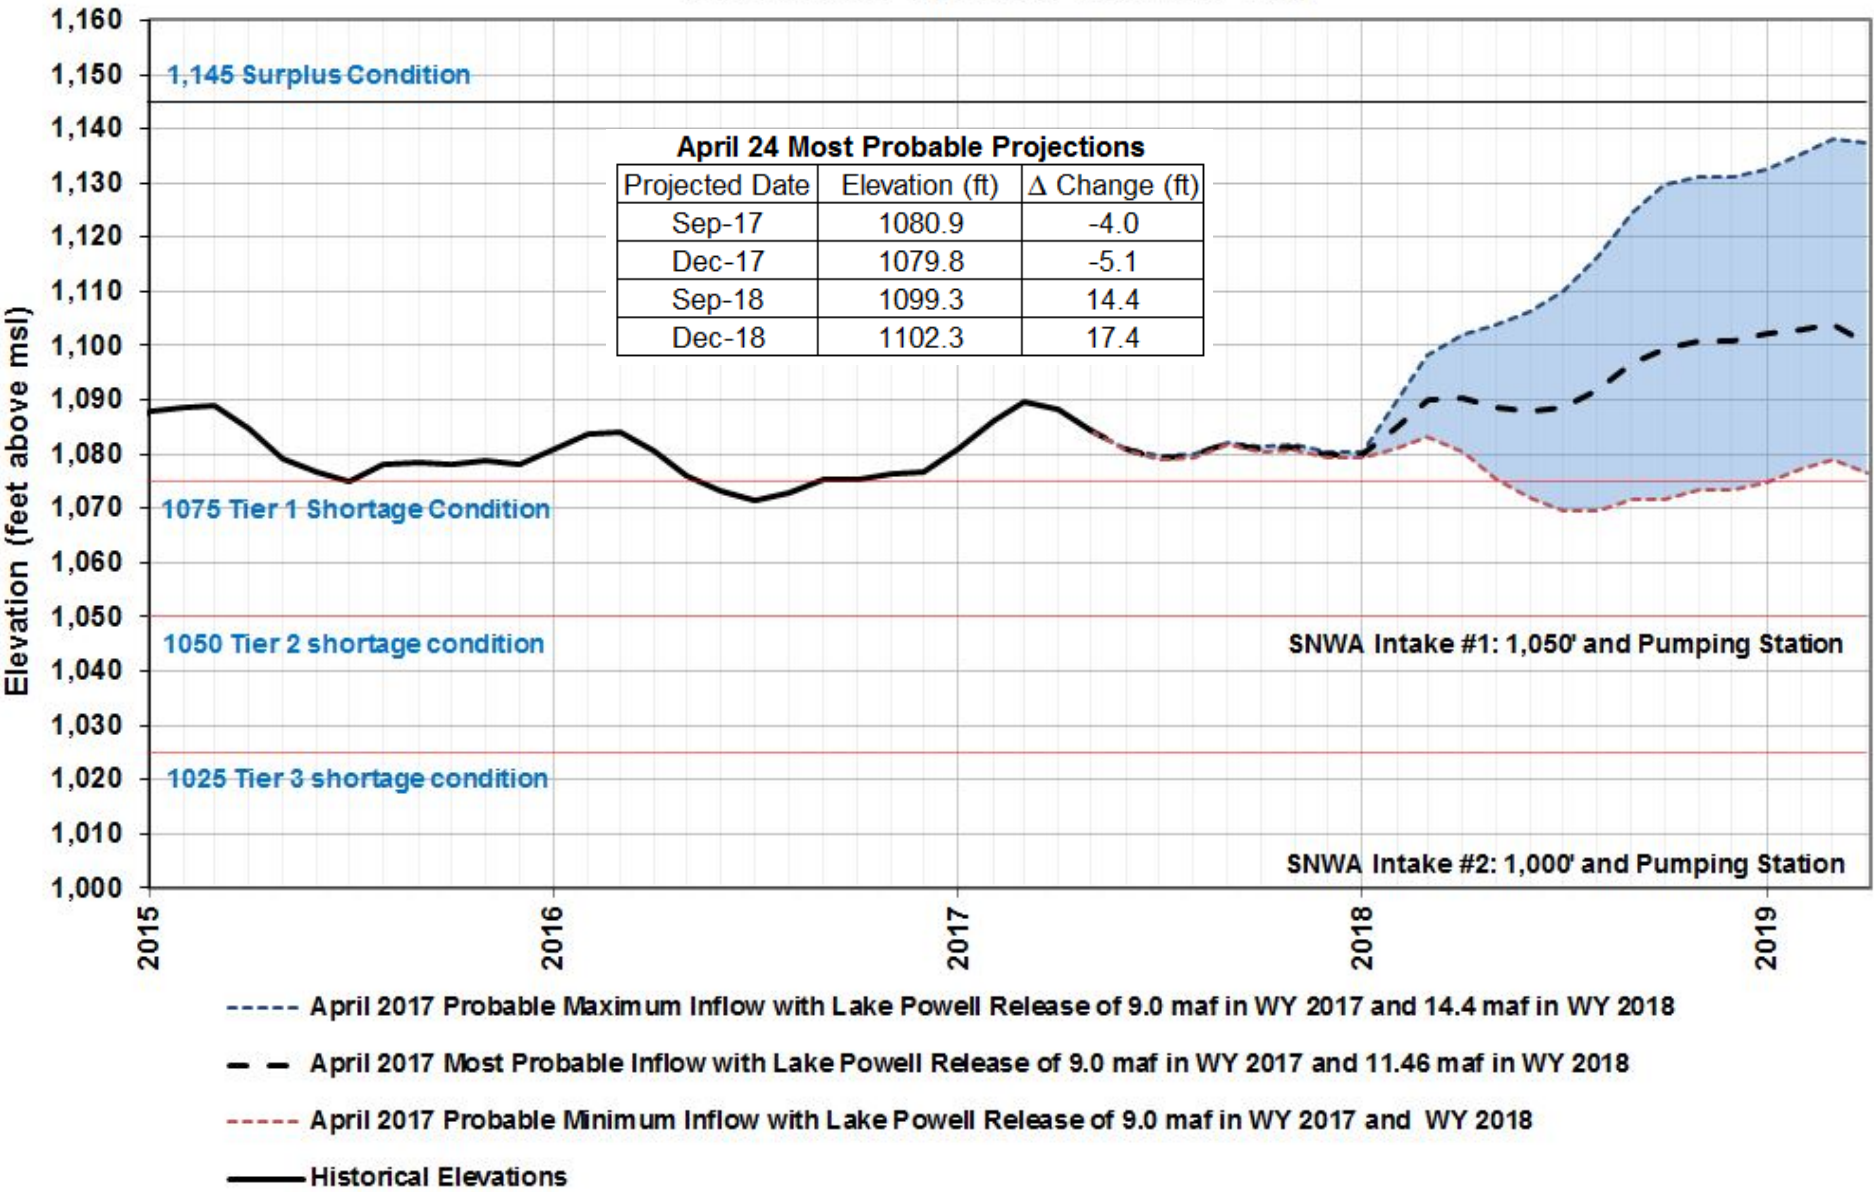 1,160
1,150
1,140
1,130
1,120
1,110
1,100
1,090
1,080
1,070
1,060
1,050
1,040
1,030
1,020
1,010
1,000
Elevation (feet above msl)
1,145 Surplus Condition
April 24 Most Probable Projections
Projected Date Elevation (ft) Δ Change (ft)
Sep-17 1080.9 -4.0
Dec-17 1079.8 -5.1
Sep-18 1099.3 14.4
Dec-18 1102.3 17.4
1075 Tier 1 Shortage Condition
1050 Tier 2 shortage condition
SNWA Intake #1: 1,050' and Pumping Station
1025 Tier 3 shortage condition
SNWA Intake #2: 1,000' and Pumping Station
2015
2016
2017
2018
2019
April 2017 Probable Maximum Inflow with Lake Powell Release of 9.0 maf in WY 2017 and 14.4 maf in WY 2018
April 2017 Most Probable Inflow with Lake Powell Release of 9.0 maf in WY 2017 and 11.46 maf in WY 2018
April 2017 Probable Minimum Inflow with Lake Powell Release of 9.0 maf in WY 2017 and WY 2018
Historical Elevations